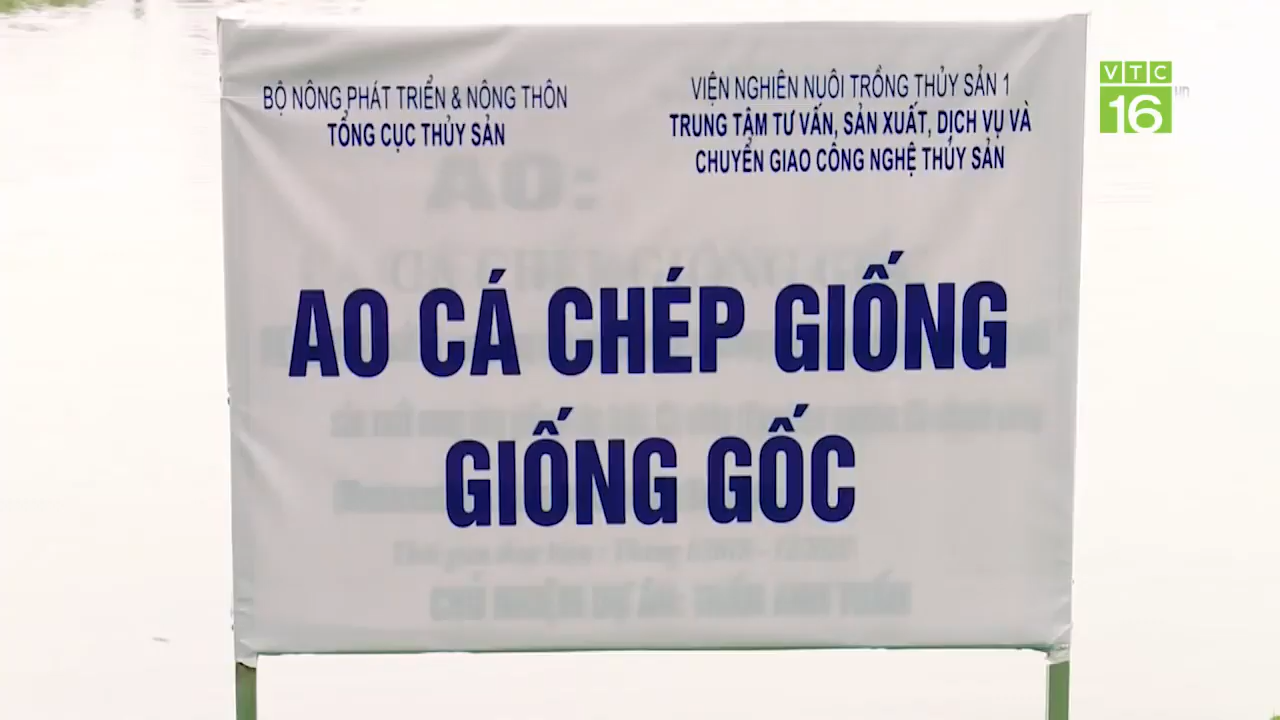 BỘ NÔNG PHÁT TRIỂN & NÔNG THÔN
TỔNG CỤC THỦY SẢN
VIỆN NGHIÊN NUÔI TRỒNG THỦY SẢN 1
TRUNG TÂM TƯ VẤN, SẢN XUẤT, DỊCH VỤ VÀ
CHUYỂN GIAO CÔNG NGHỆ THỦY SẢN
VTC
16
AO:
AO CÁ CHÉP GIỐNG
GIỐNG GỐC